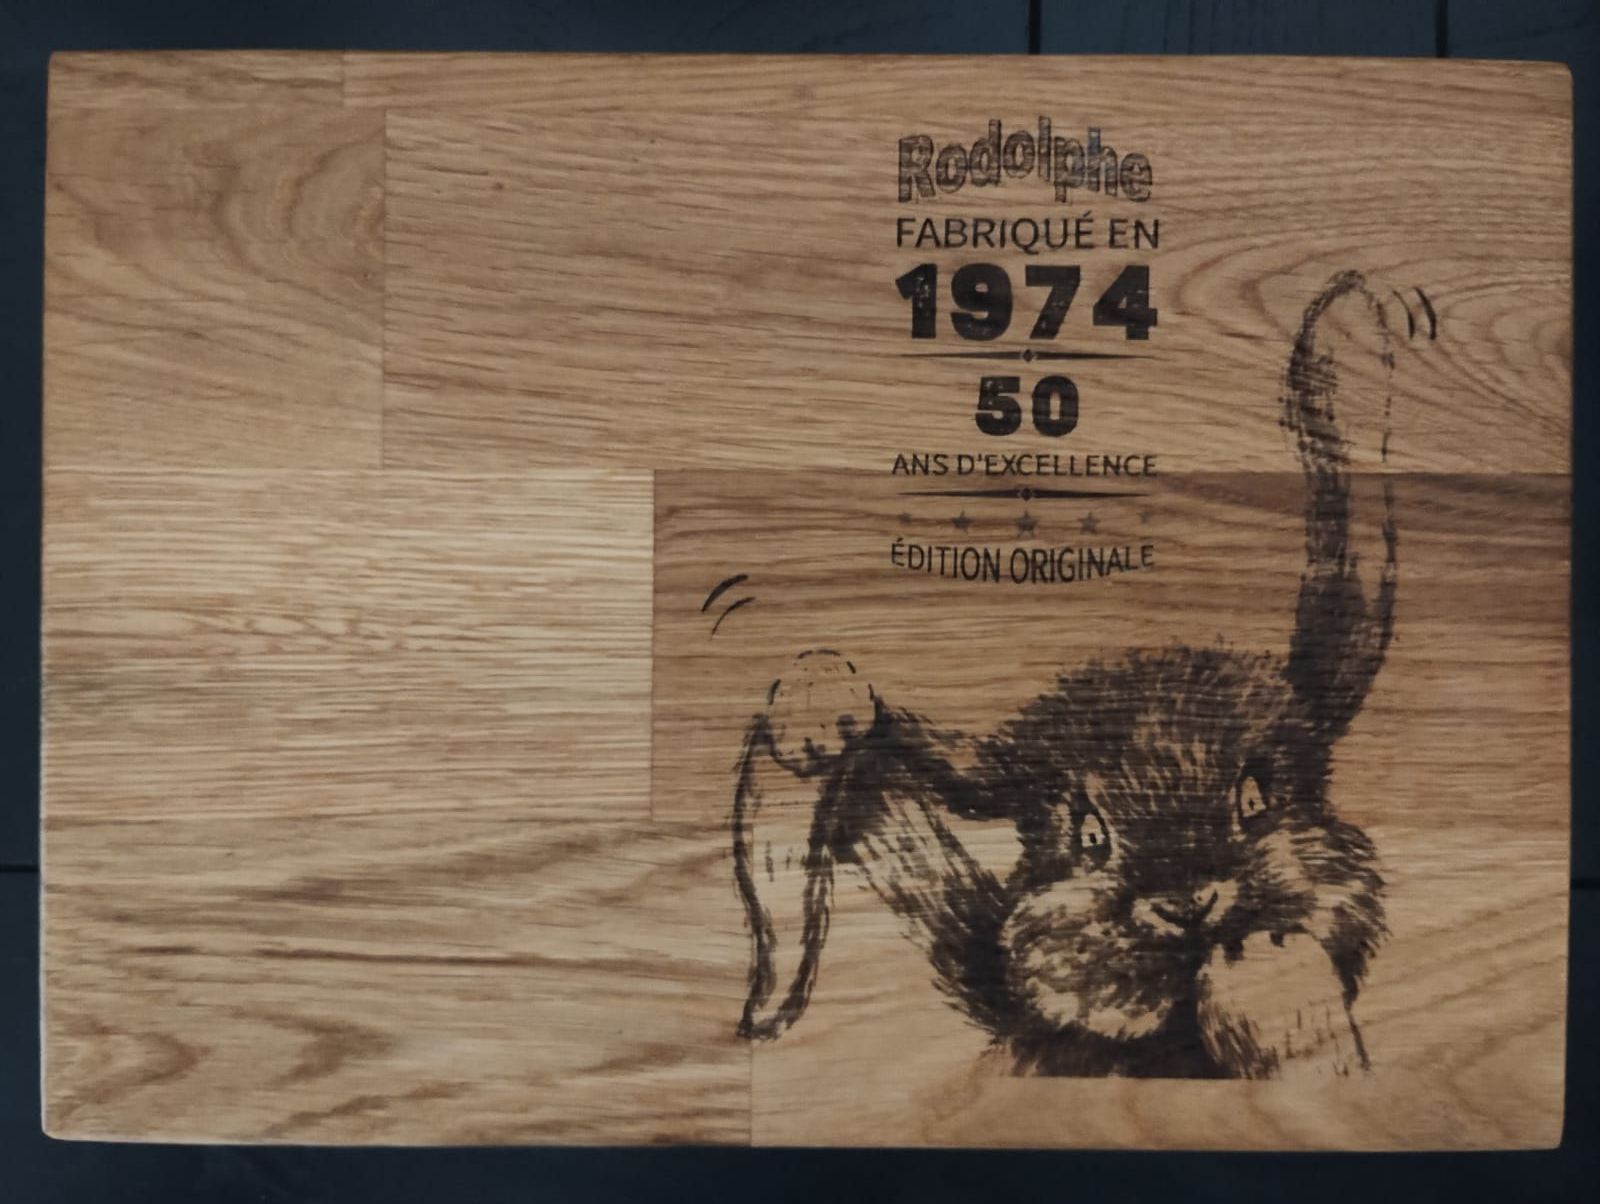 Rodolphe
FABRIQUÉ EN
1974
50
ANS D'EXCELLENCE
ÉDITION ORIGINALE